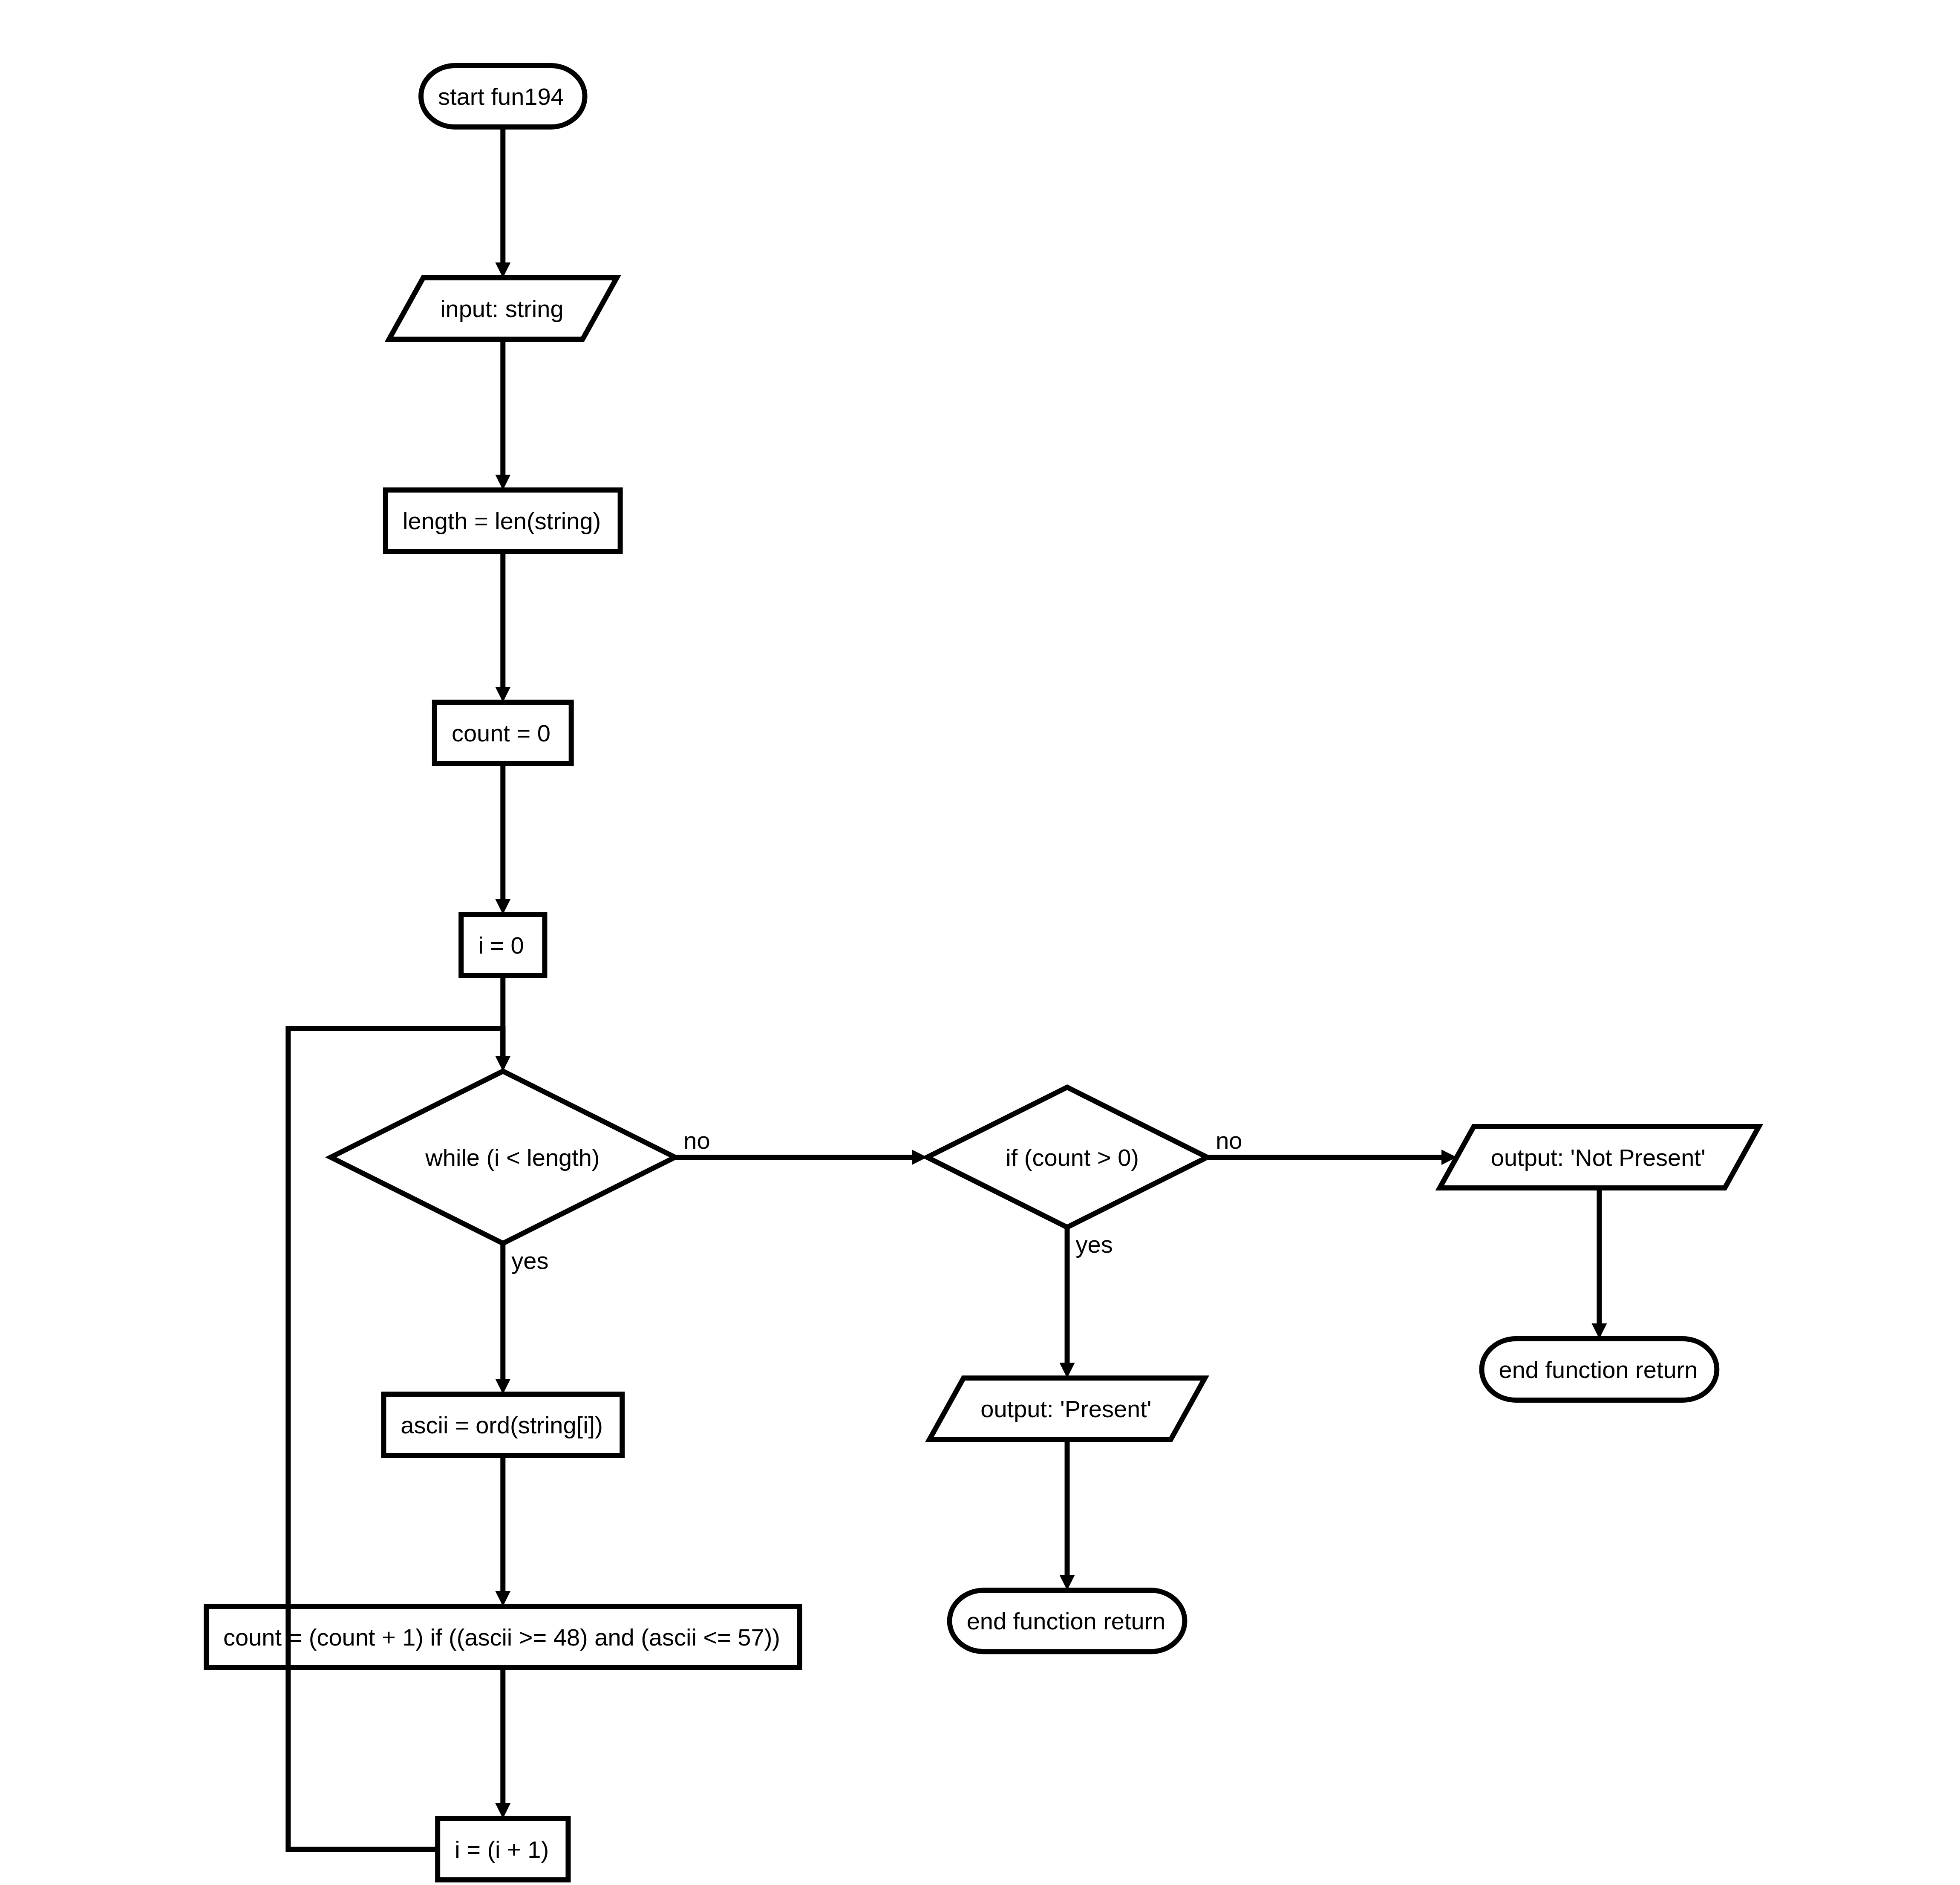 start fun194
input: string
length = len(string)
count = 0
i = 0
while (i < length)
no
if (count > 0)
no
output: 'Not Present'
yes
yes
end function return
output: 'Present'
ascii = ord(string[i])
end function return
count = (count + 1) if ((ascii >= 48) and (ascii <= 57))
i = (i + 1)